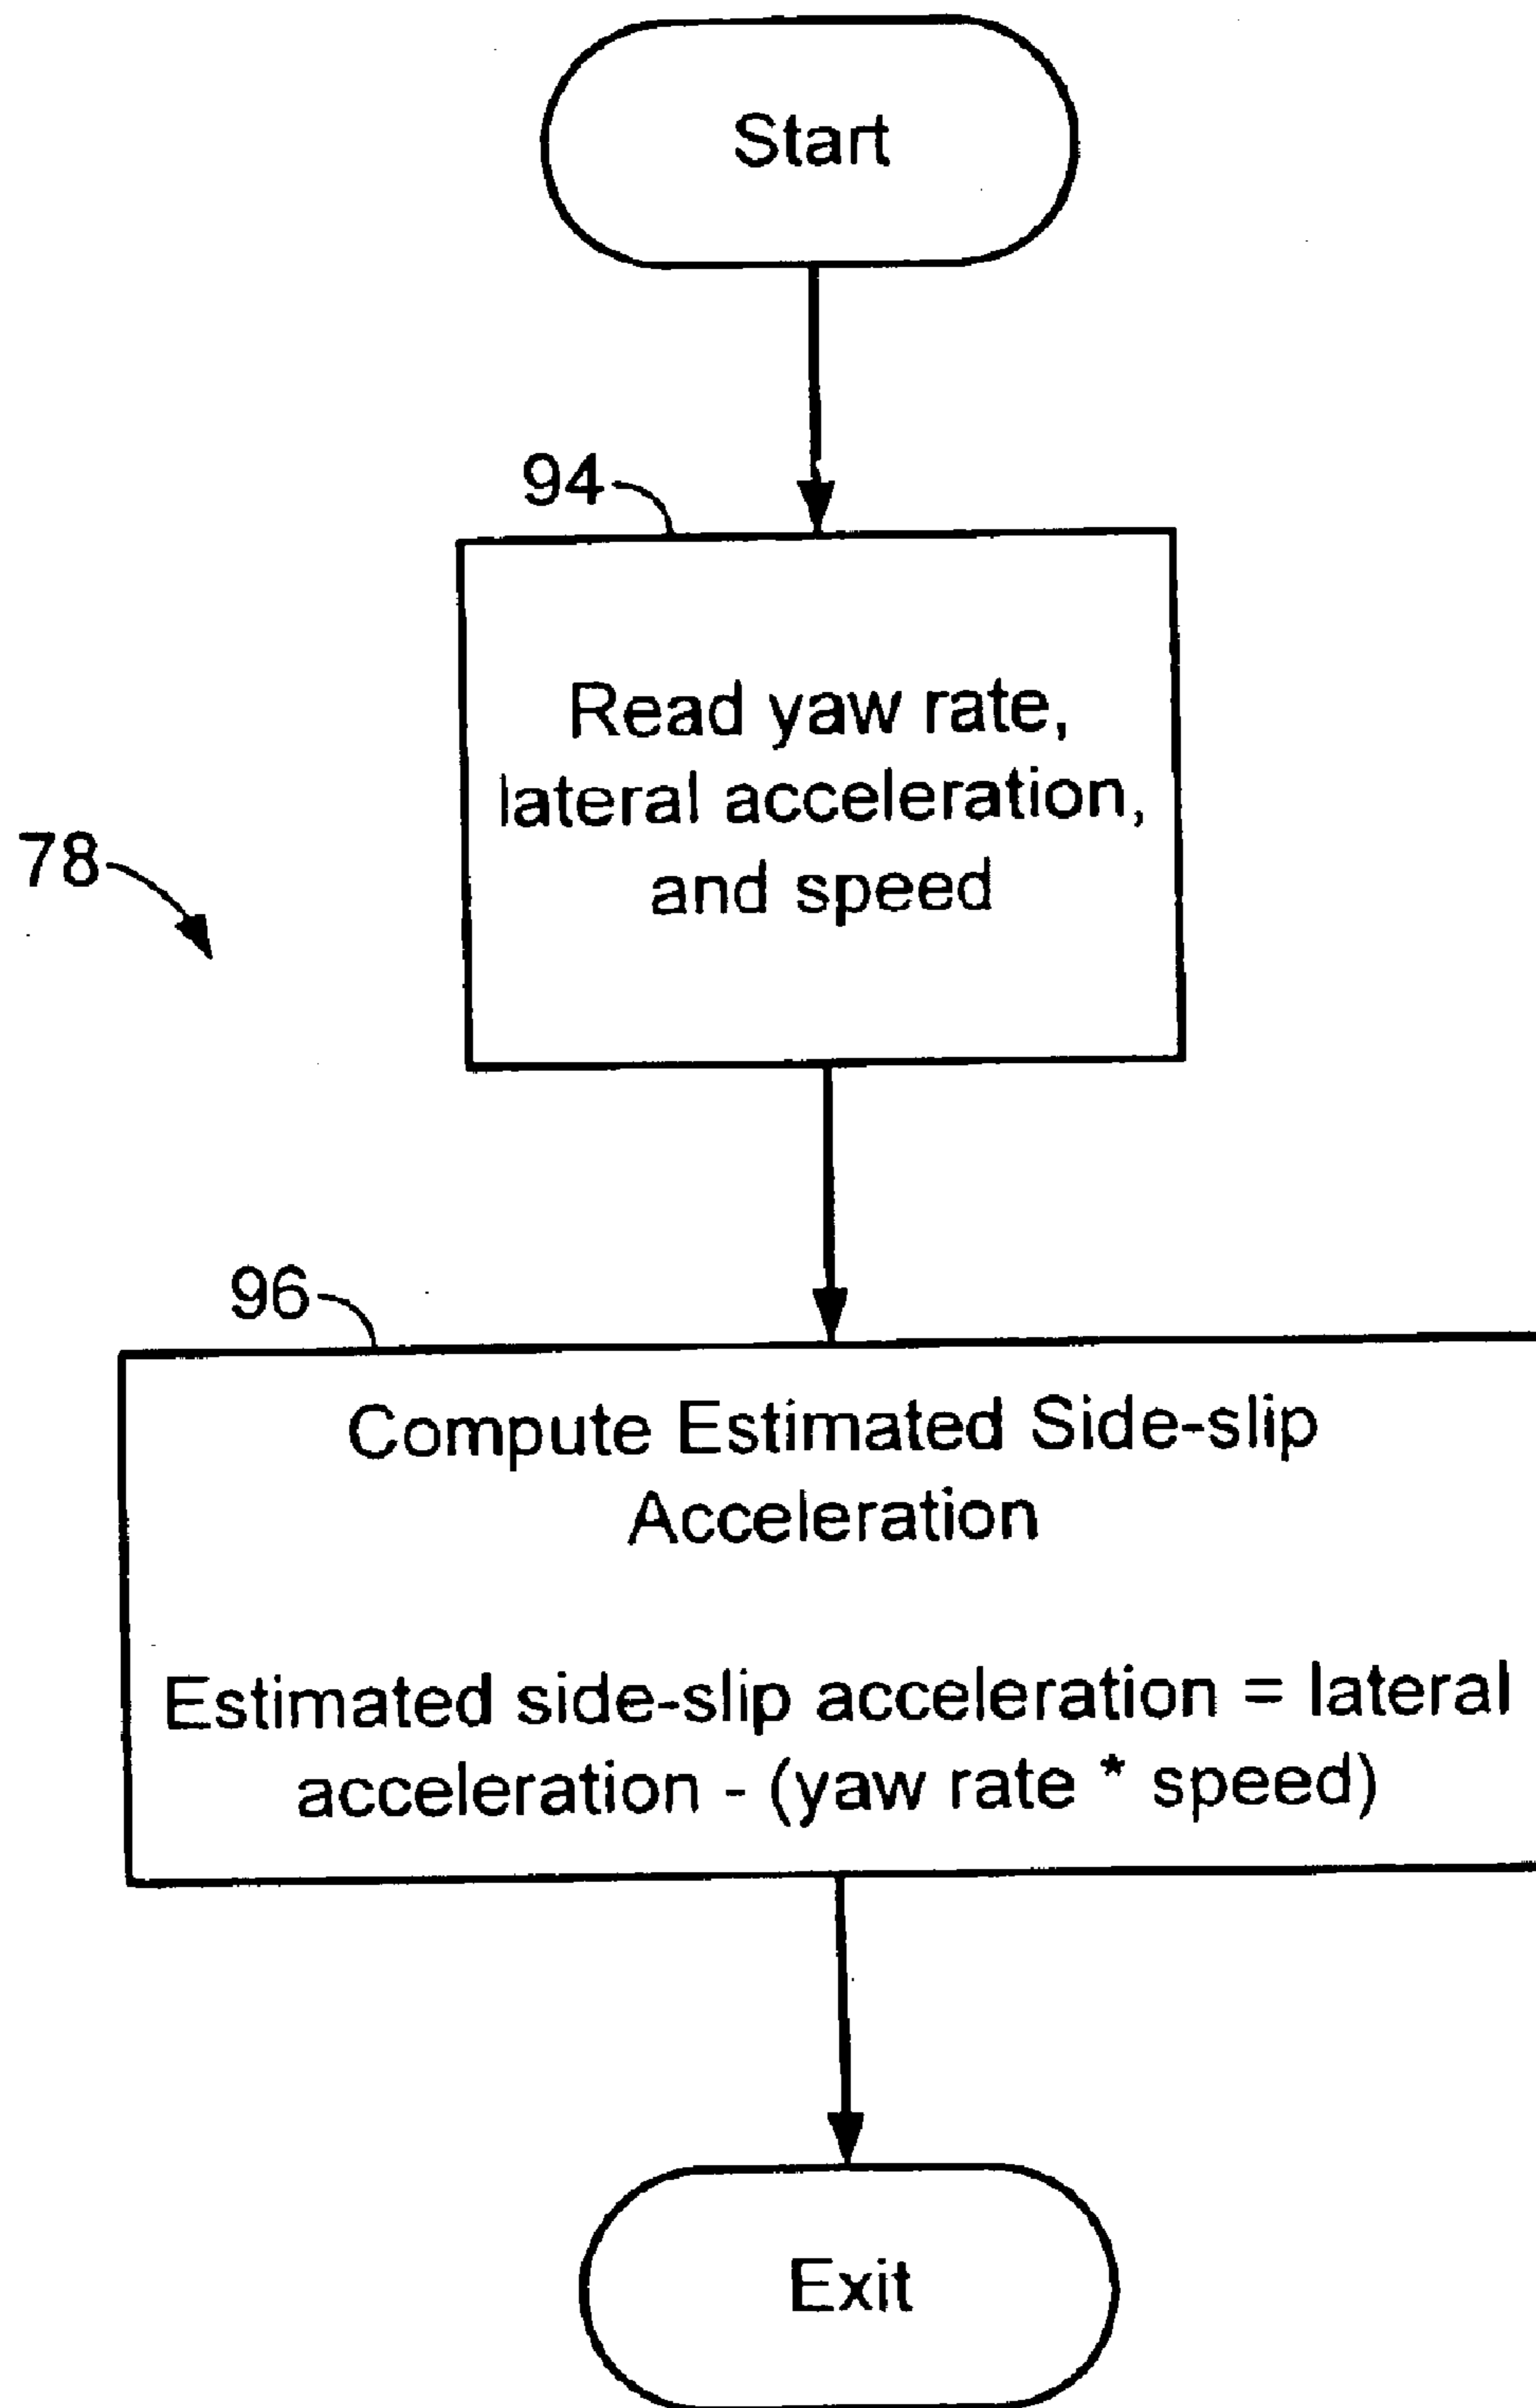 Start
94
Read yaw rate,
lateral acceleration,
and speed
78
96
Compute Estimated Side-slip
Acceleration
Estimated side-slip acceleration = lateral
acceleration - (yaw rate * speed)
Exit